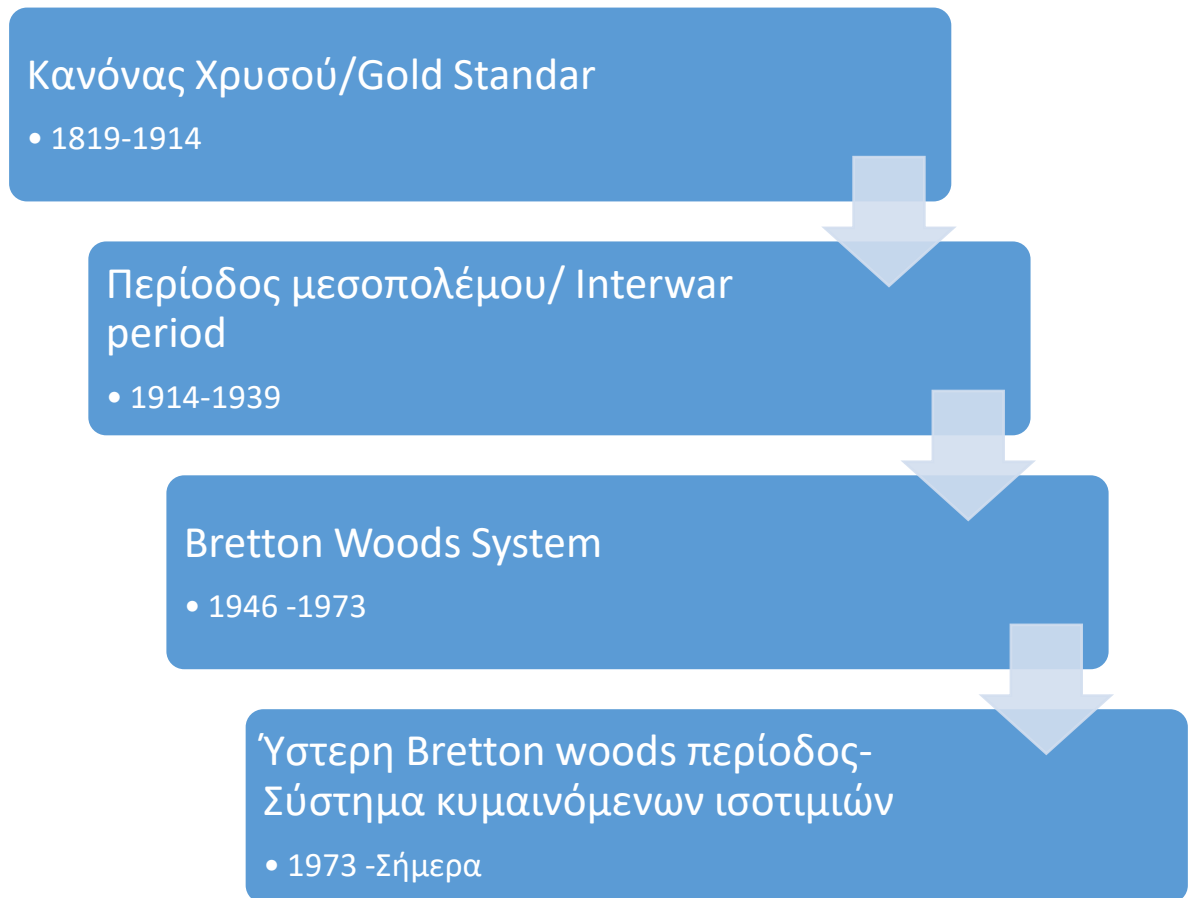 Κανόνας Χρυσού/Gold Standar
• 1819-1914
Περίοδος μεσοπολέμου/ Interwar
period
• 1914-1939
Bretton Woods System
• 1946 -1973
Ύστερη Bretton woods περίοδος-
Σύστημα κυμαινόμενων ισοτιμιών
• 1973 -Σήμερα